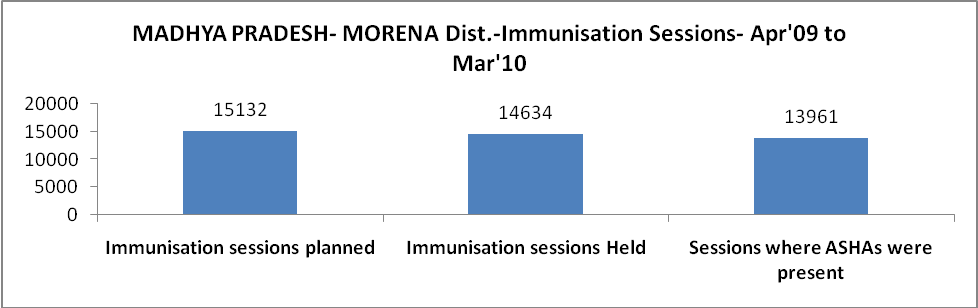 MADHYA PRADESH- MORENA Dist.-Immunisation Sessions- Apr'09 to
Mar'10
20000
15000
10000
5000
0
15132
14634
13961
Immunisation sessions planned
Immunisation sessions Held
Sessions where ASHAs were
present